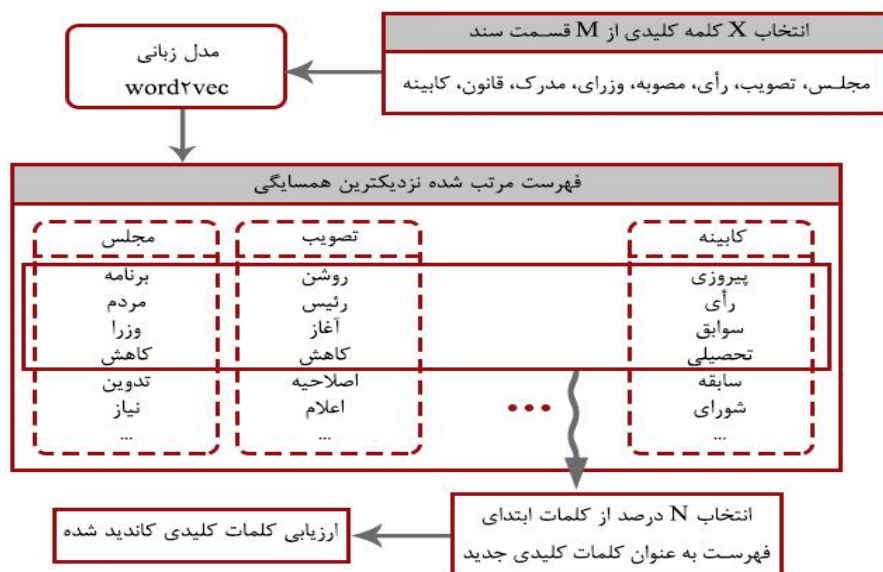 انتخاب X کلمه کلیدی از M قسمت سند
مجلس، تصویب، رأی، مصوبه، وزرای، مدرک، قانون، کابینه
مدل زبانی
word۲vec
فهرست مرتب شده نزدیکترین همسایگی
کابینه
پیروزی
رأی
سوابق
تحصیلی
سابقه
شورای
...
...
تصویب
روشن
رئیس
آغاز
کاهش
اصلاحیه
اعلام
...
مجلس
برنامه
مردم
وزرا
کاهش
تدوین
نیاز
...
انتخاب N درصد از کلمات ابتدای
فهرست به عنوان کلمات کلیدی جدید
ارزیابی کلمات کلیدی کاندید شده